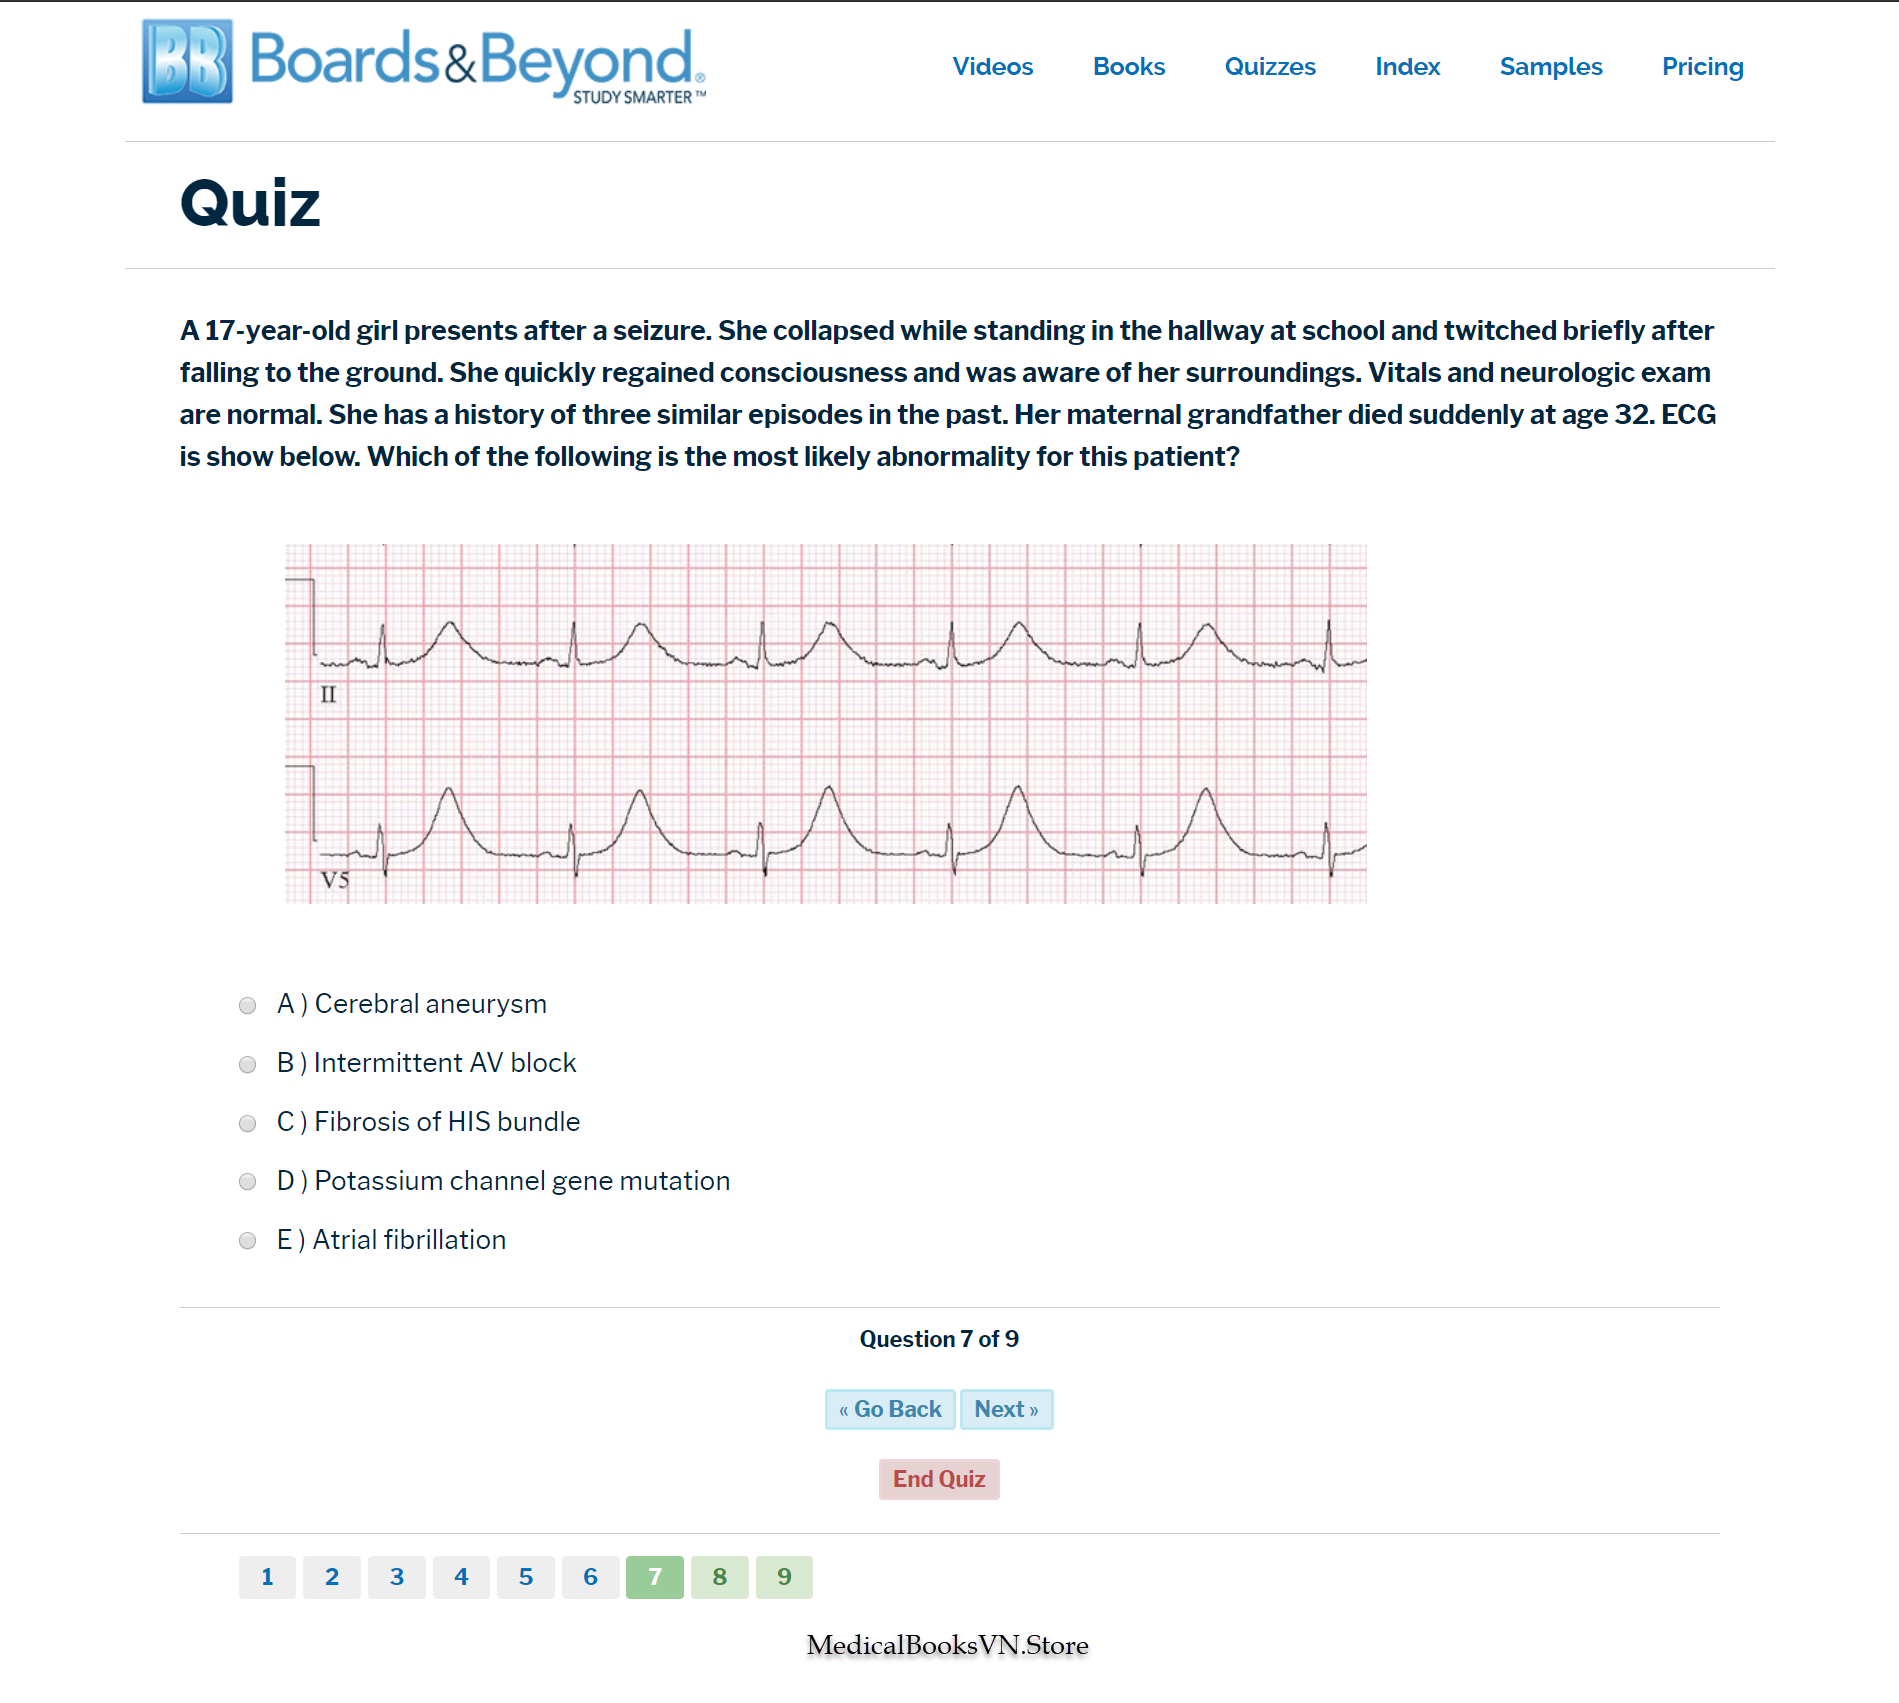 BB Boards&Beyond®
STUDY SMARTER™
Videos Books Quizzes Index Samples Pricing
Quiz
A 17-year-old girl presents after a seizure. She collapsed while standing in the hallway at school and twitched briefly after
falling to the ground. She quickly regained consciousness and was aware of her surroundings. Vitals and neurologic exam
are normal. She has a history of three similar episodes in the past. Her maternal grandfather died suddenly at age 32. ECG
is show below. Which of the following is the most likely abnormality for this patient?
II
V5
A ) Cerebral aneurysm
B ) Intermittent AV block
C ) Fibrosis of HIS bundle
D ) Potassium channel gene mutation
E ) Atrial fibrillation
Question 7 of 9
« Go Back Next »
End Quiz
1 2 3 4 5 6 7 8 9
MedicalBooksVN.Store